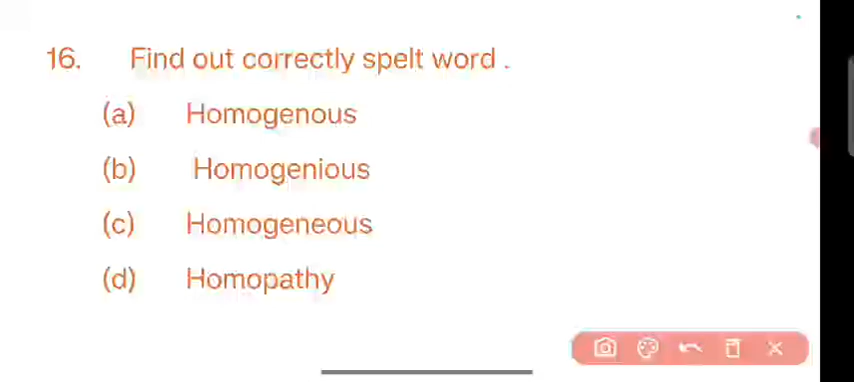 16. Find out correctly spelt word .
(a) Homogenous
(b) Homogenious
(c) Homogeneous
(d) Homopathy